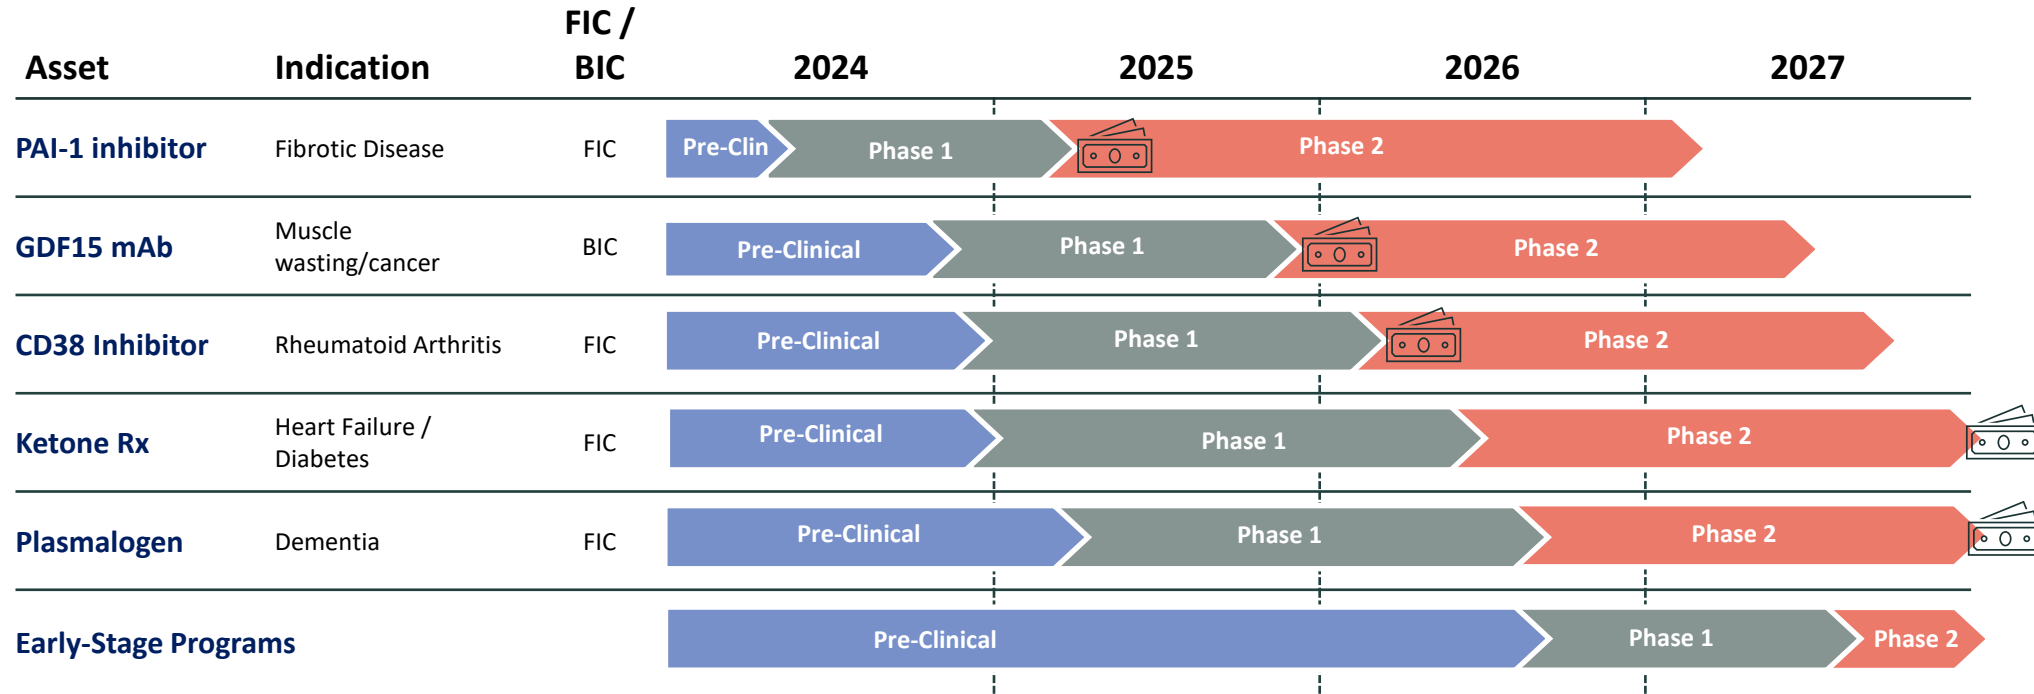 FIC /
Asset Indication BIC 2024 2025 2026 2027
PAI-1 inhibitor Fibrotic Disease FIC Pre-Clin Phase 1 Phase 2
GDF15 mAb Muscle
wasting/cancer BIC Pre-Clinical Phase 1 Phase 2
CD38 Inhibitor Rheumatoid Arthritis FIC Pre-Clinical Phase 1 Phase 2
Ketone Rx Heart Failure /
Diabetes FIC Pre-Clinical Phase 1 Phase 2
Plasmalogen Dementia FIC Pre-Clinical Phase 1 Phase 2
Early-Stage Programs Pre-Clinical Phase 1 Phase 2